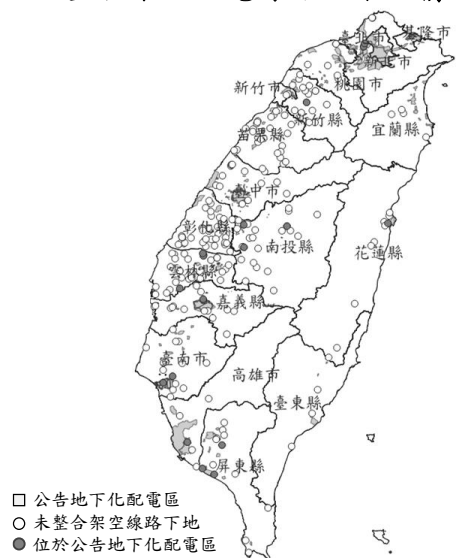 臺北市
基隆市
新北市
桃園市
新竹市
新竹縣
宜蘭縣
苗栗縣
臺中市
彰化縣
南投縣
花蓮縣
雲林縣
嘉義縣
臺南市
高雄市
臺東縣
屏東縣
公告地下化配電區
未整合架空線路下地
位於公告地下化配電區